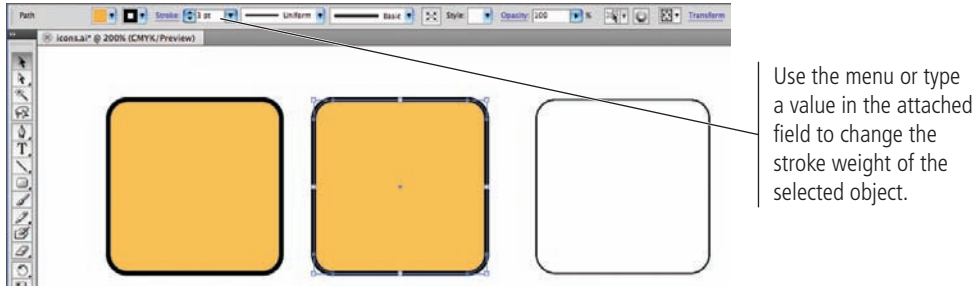 Path Stroke: 3 pt Uniform Basic Style: Opacity: 100 % Transform
icons.ai* @ 200% (CMYK/Preview)
T
Use the menu or type
a value in the attached
field to change the
stroke weight of the
selected object.